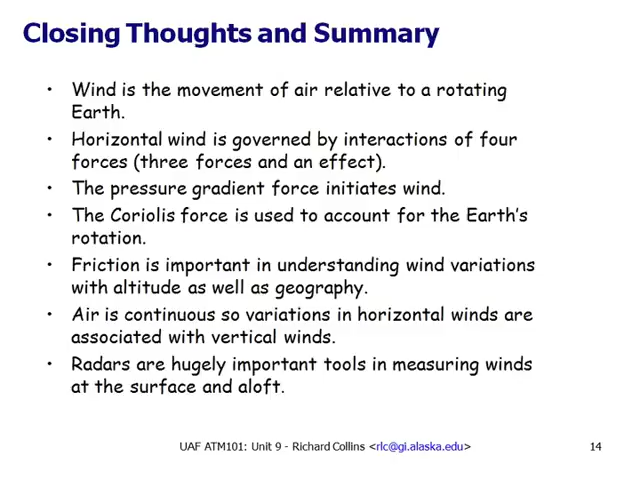 Closing Thoughts and Summary
• Wind is the movement of air relative to a rotating
Earth.
• Horizontal wind is governed by interactions of four
forces (three forces and an effect).
• The pressure gradient force initiates wind.
• The Coriolis force is used to account for the Earth's
rotation.
• Friction is important in understanding wind variations
with altitude as well as geography.
• Air is continuous so variations in horizontal winds are
associated with vertical winds.
• Radars are hugely important tools in measuring winds
at the surface and aloft.
UAF ATM101: Unit 9 - Richard Collins <rlc@gi.alaska.edu>
14